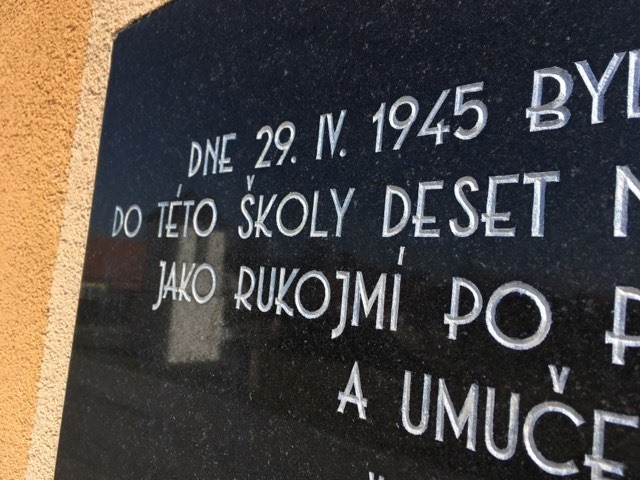 DNE 29. IV. 1945 BYL
DO TÉTO ŠKOLY DESET N
JAKO RUKOJMÍ PO P
A UMUČE